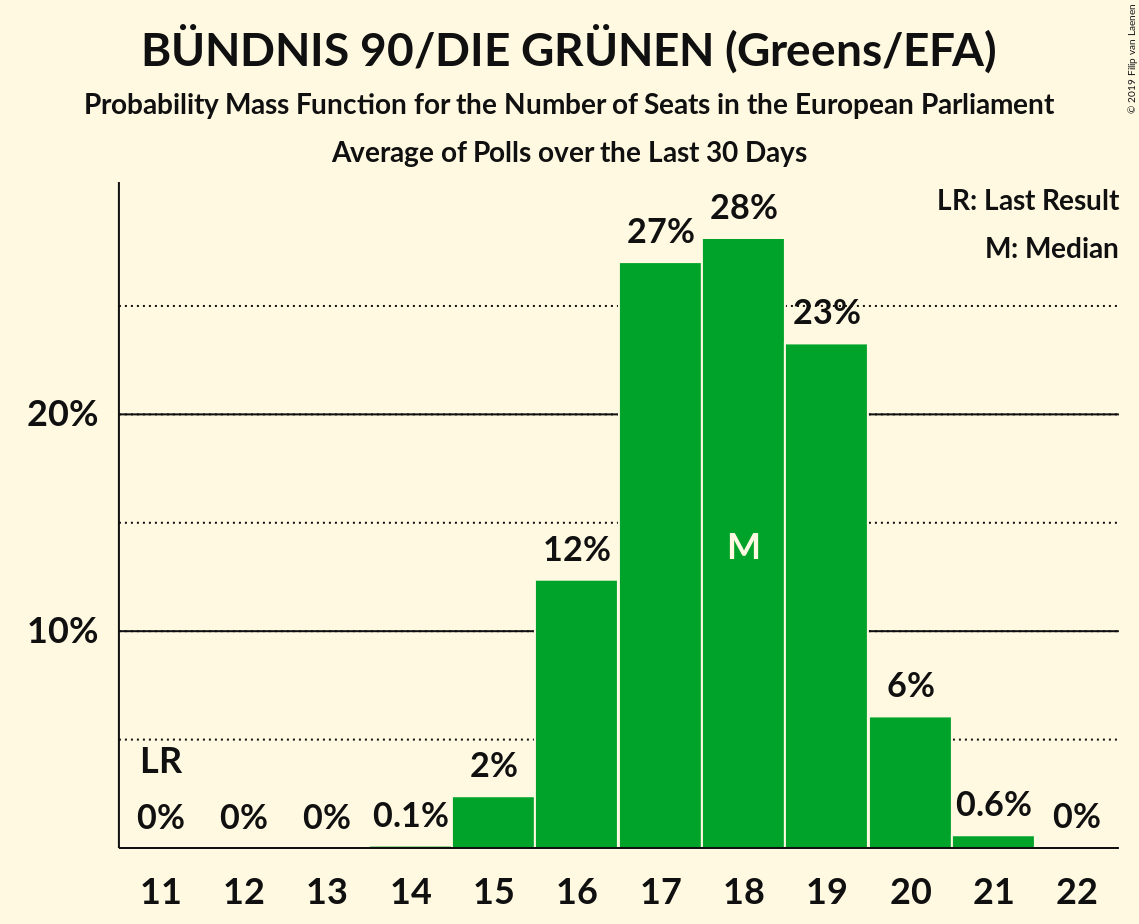 BÜNDNIS 90/DIE GRÜNEN (Greens/EFA)
Probability Mass Function for the Number of Seats in the European Parliament
Average of Polls over the Last 30 Days
© 2019 Filip van Laenen
LR: Last Result
M: Median
28%
27%
23%
20%
12%
M
10%
6%
LR
2%
0% 0% 0% 0.1% 0.6% 0%
11 12 13 14 15 16 17 18 19 20 21 22